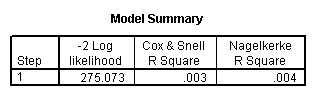 Model Summary
Step -2 Log likelihood Cox & Snell R Square Nagelkerke R Square
1 275.073 .003 .004